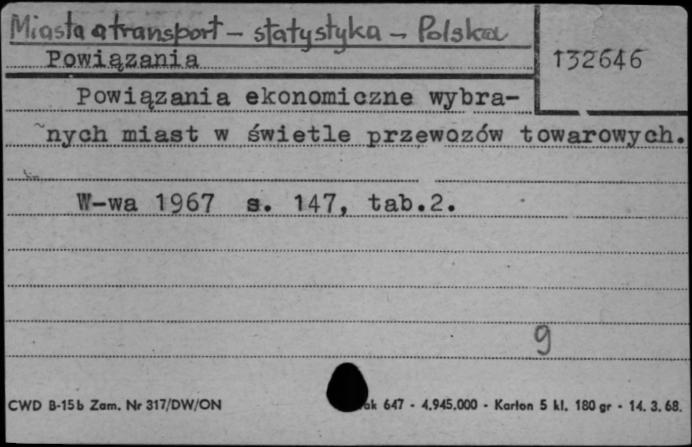 Miasta a transport – statystyka – Polska
Powiązania
132646
Powiązania ekonomiczne wybra-
nych miast w świetle przewozów towarowych.
W-wa 1967 s. 147, tab.2.
9
CWD B-15b Zam. Nr 317/DW/ON
647 - 4.945.000 - Karton 5 kl. 180 gr - 14. 3. 68.